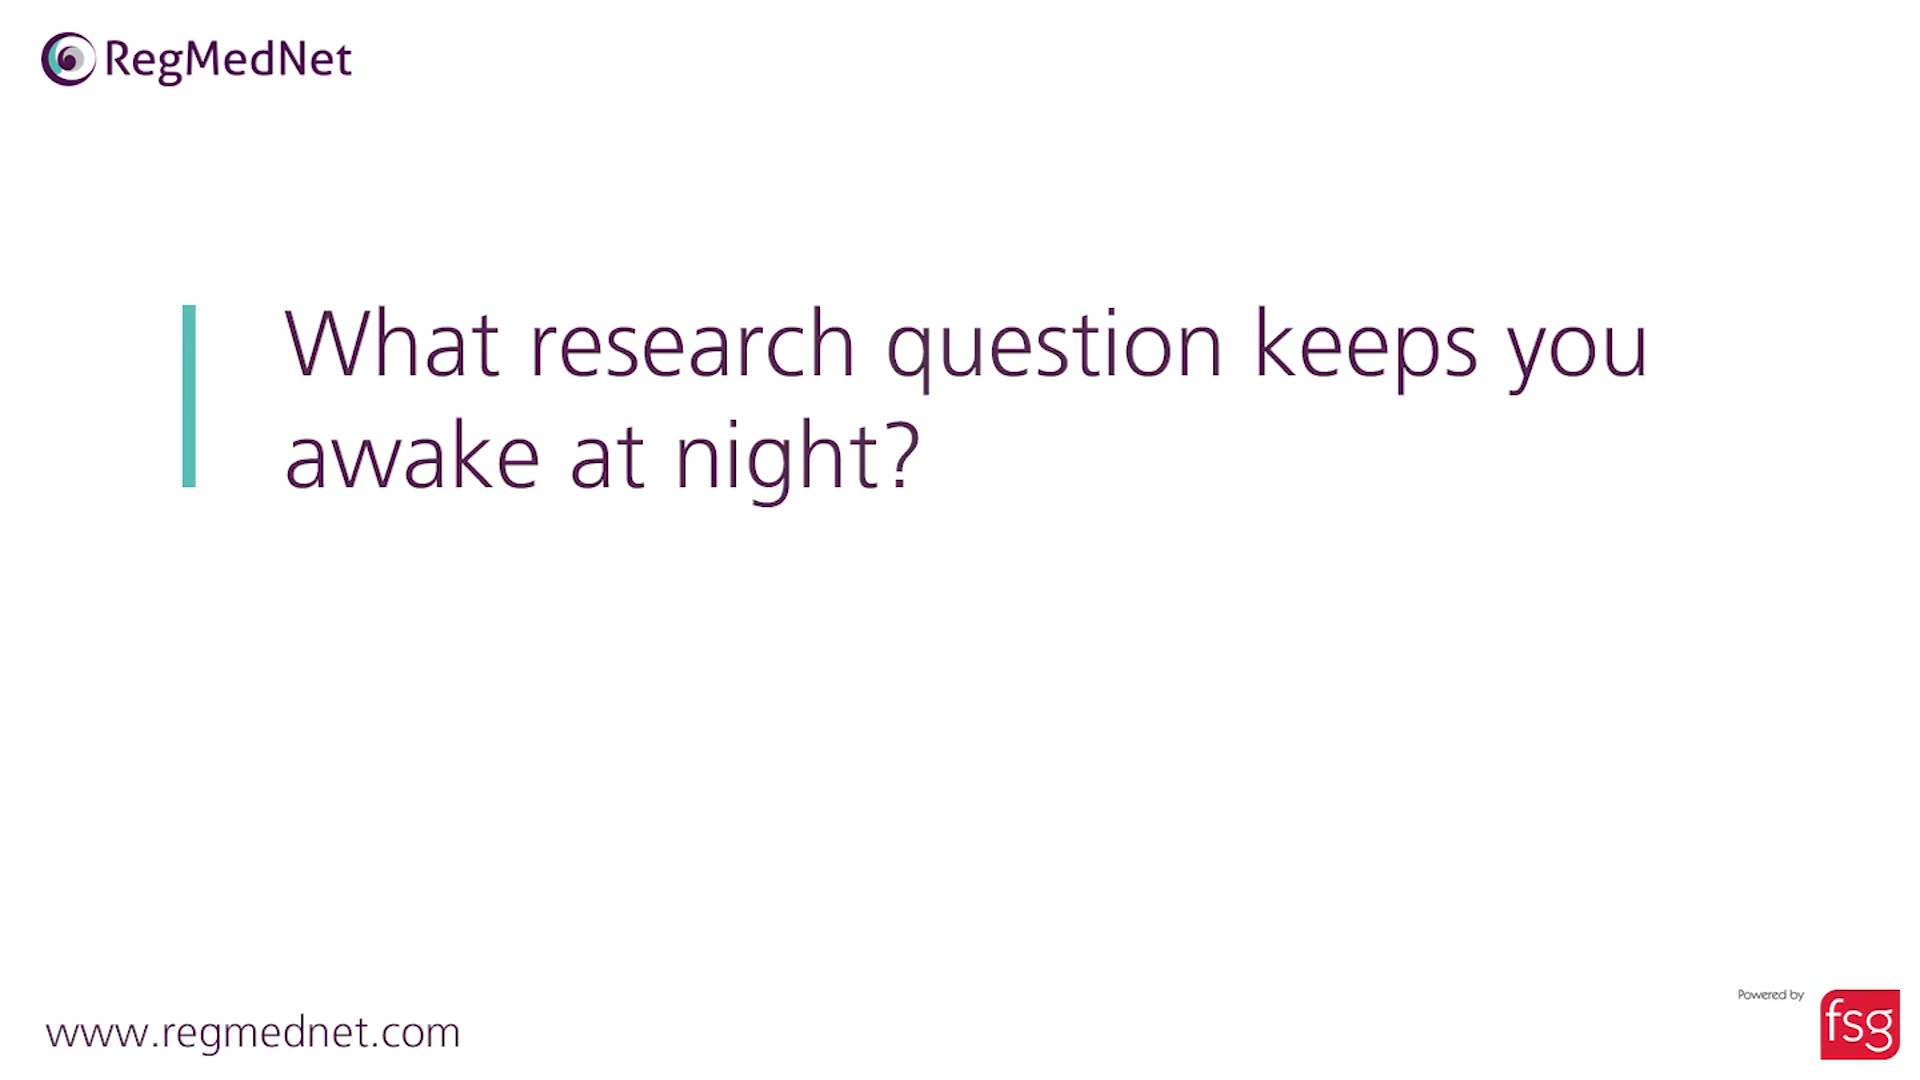 RegMedNet
What research question keeps you
awake at night?
Powered by
www.regmednet.com
fsg